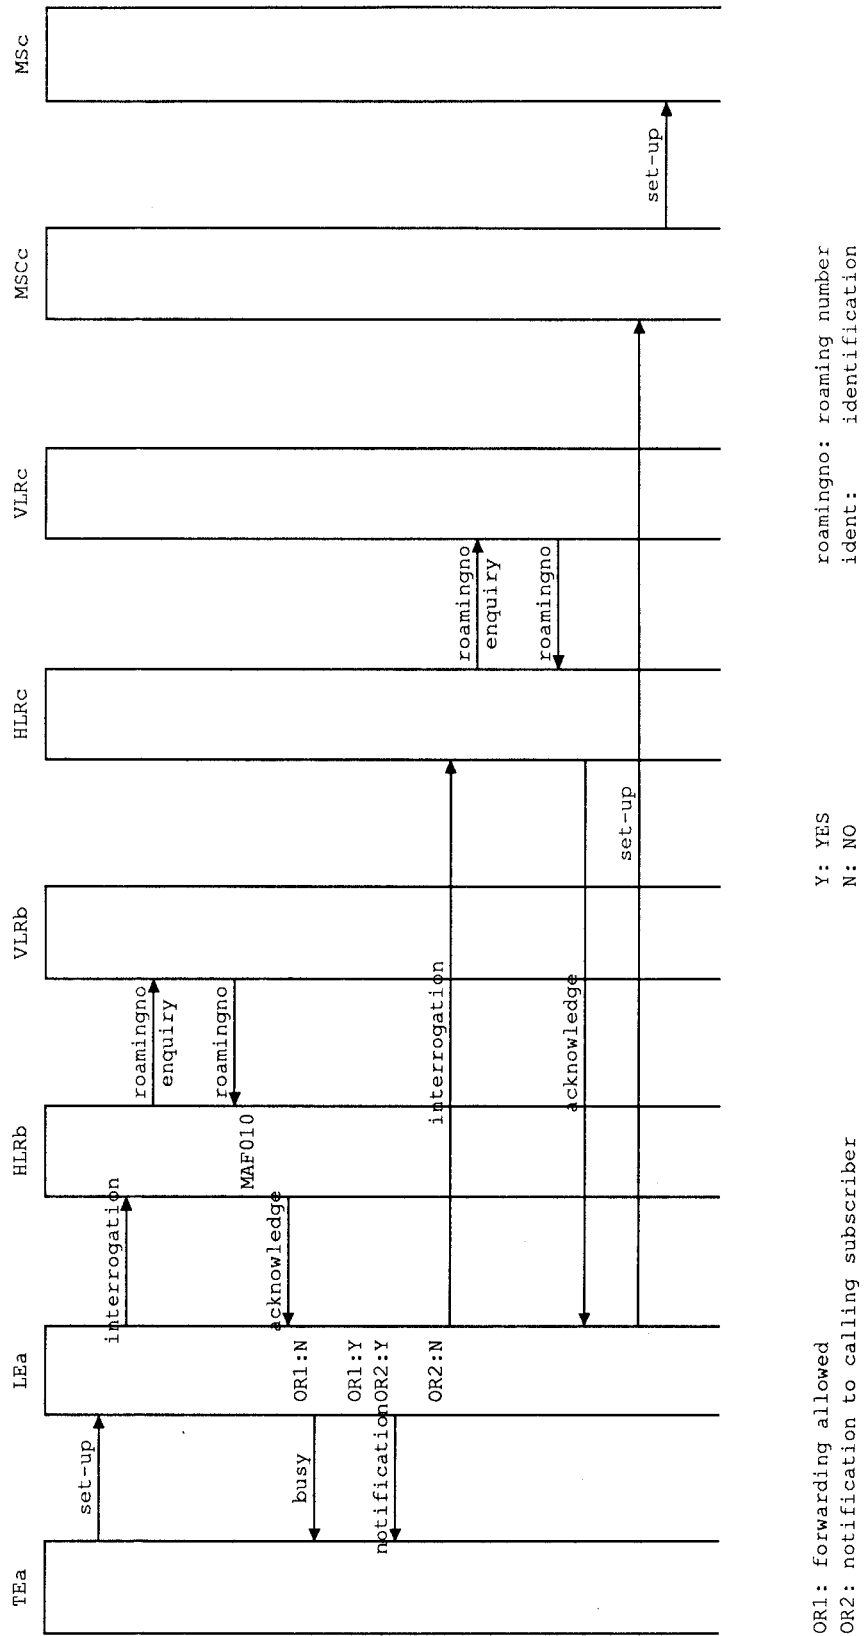 TEa LEa HLRb VLRb HLRc VLRc MSCc MSc
set-up
interrogation
roamingno
enquiry
roamingno
MAF010
acknowledge
OR1:N
busy
OR1:Y
notification OR2:Y
OR2:N
interrogation
roamingno
enquiry
roamingno
acknowledge
set-up
set-up
OR1: forwarding allowed Y: YES roamingno: roaming number
OR2: notification to calling subscriber N: NO ident: identification